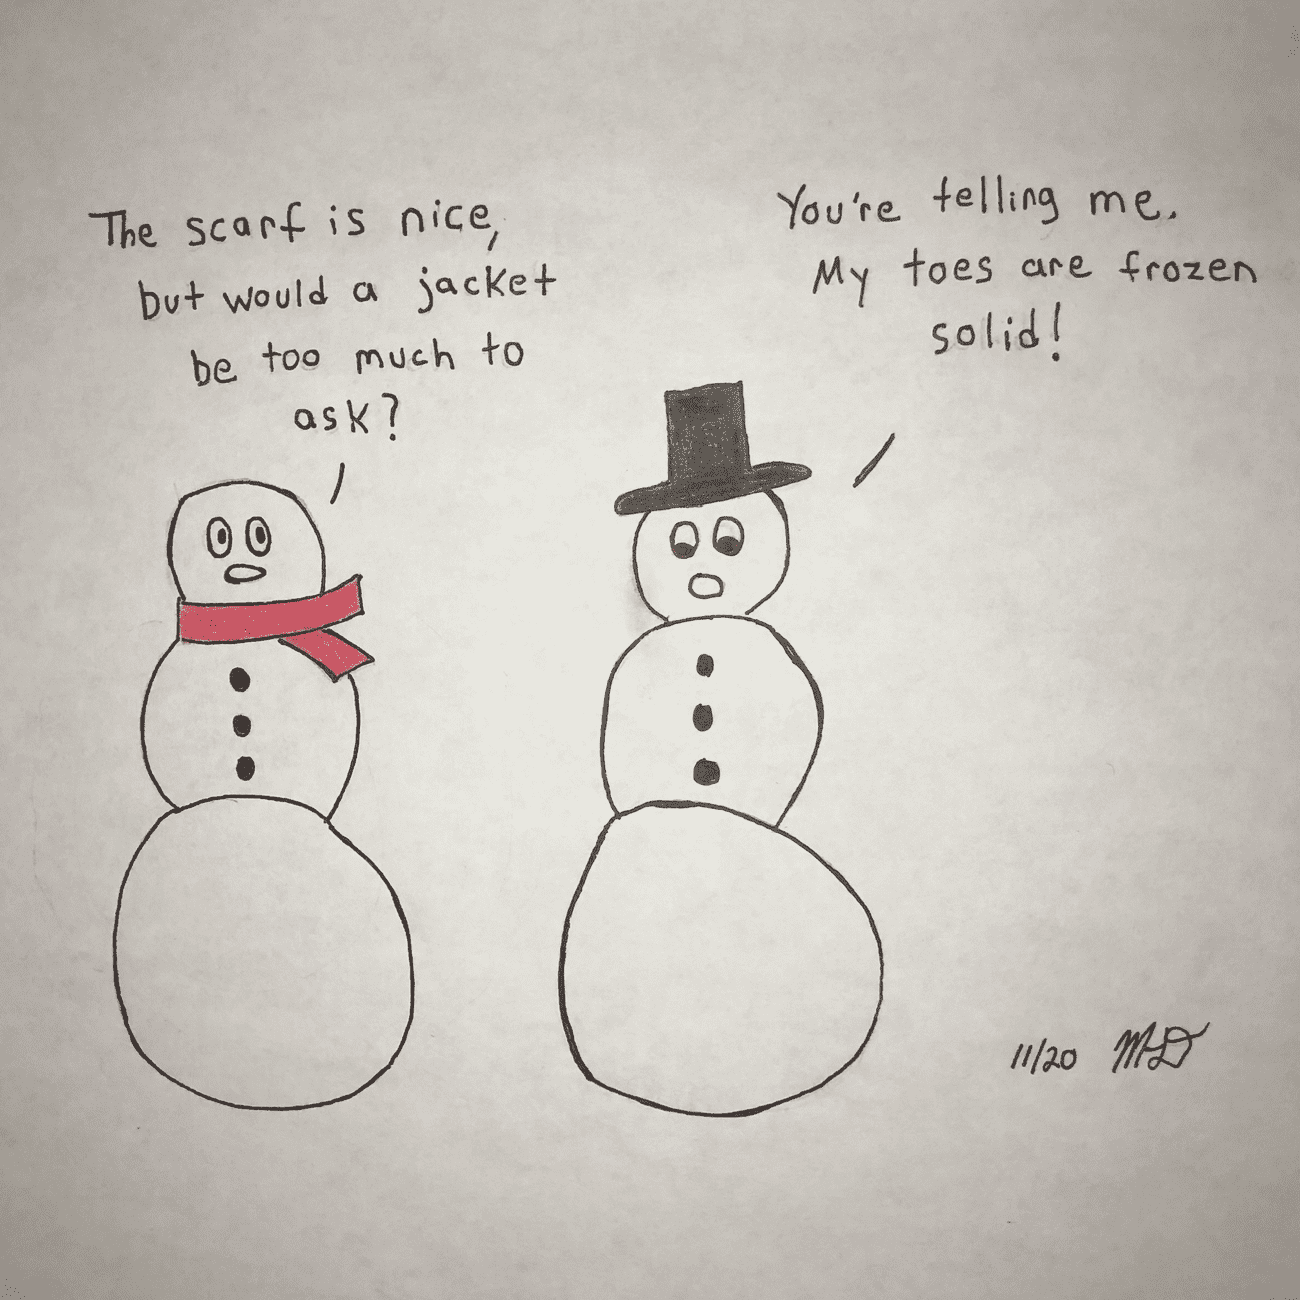 The scarf is nice,
but would a jacket
be too much to
ask?
You're telling me.
My toes are frozen
solid!
11/20 MD